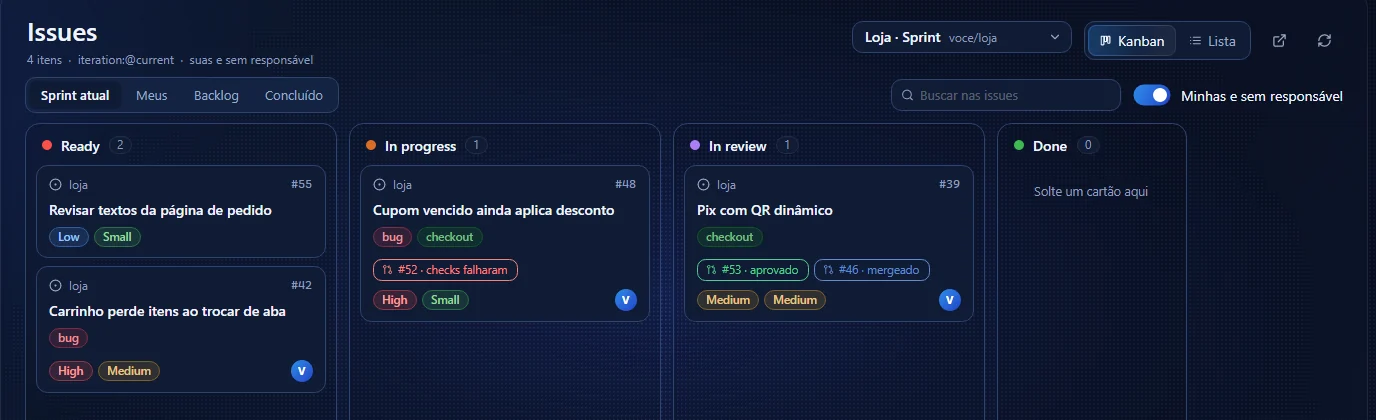 Issues
4 itens · iteration:@current · suas e sem responsável
Loja · Sprint voce/loja
Kanban
Lista
Sprint atual Meus Backlog Concluído
Buscar nas issues
Minhas e sem responsável
Ready 2
loja #55
Revisar textos da página de pedido
Low Small
loja #42
Carrinho perde itens ao trocar de aba
bug
High Medium V
In progress 1
loja #48
Cupom vencido ainda aplica desconto
bug checkout
#52 · checks falharam
High Small V
In review 1
loja #39
Pix com QR dinâmico
checkout
#53 · aprovado #46 · mergeado
Medium Medium V
Done 0
Solte um cartão aqui